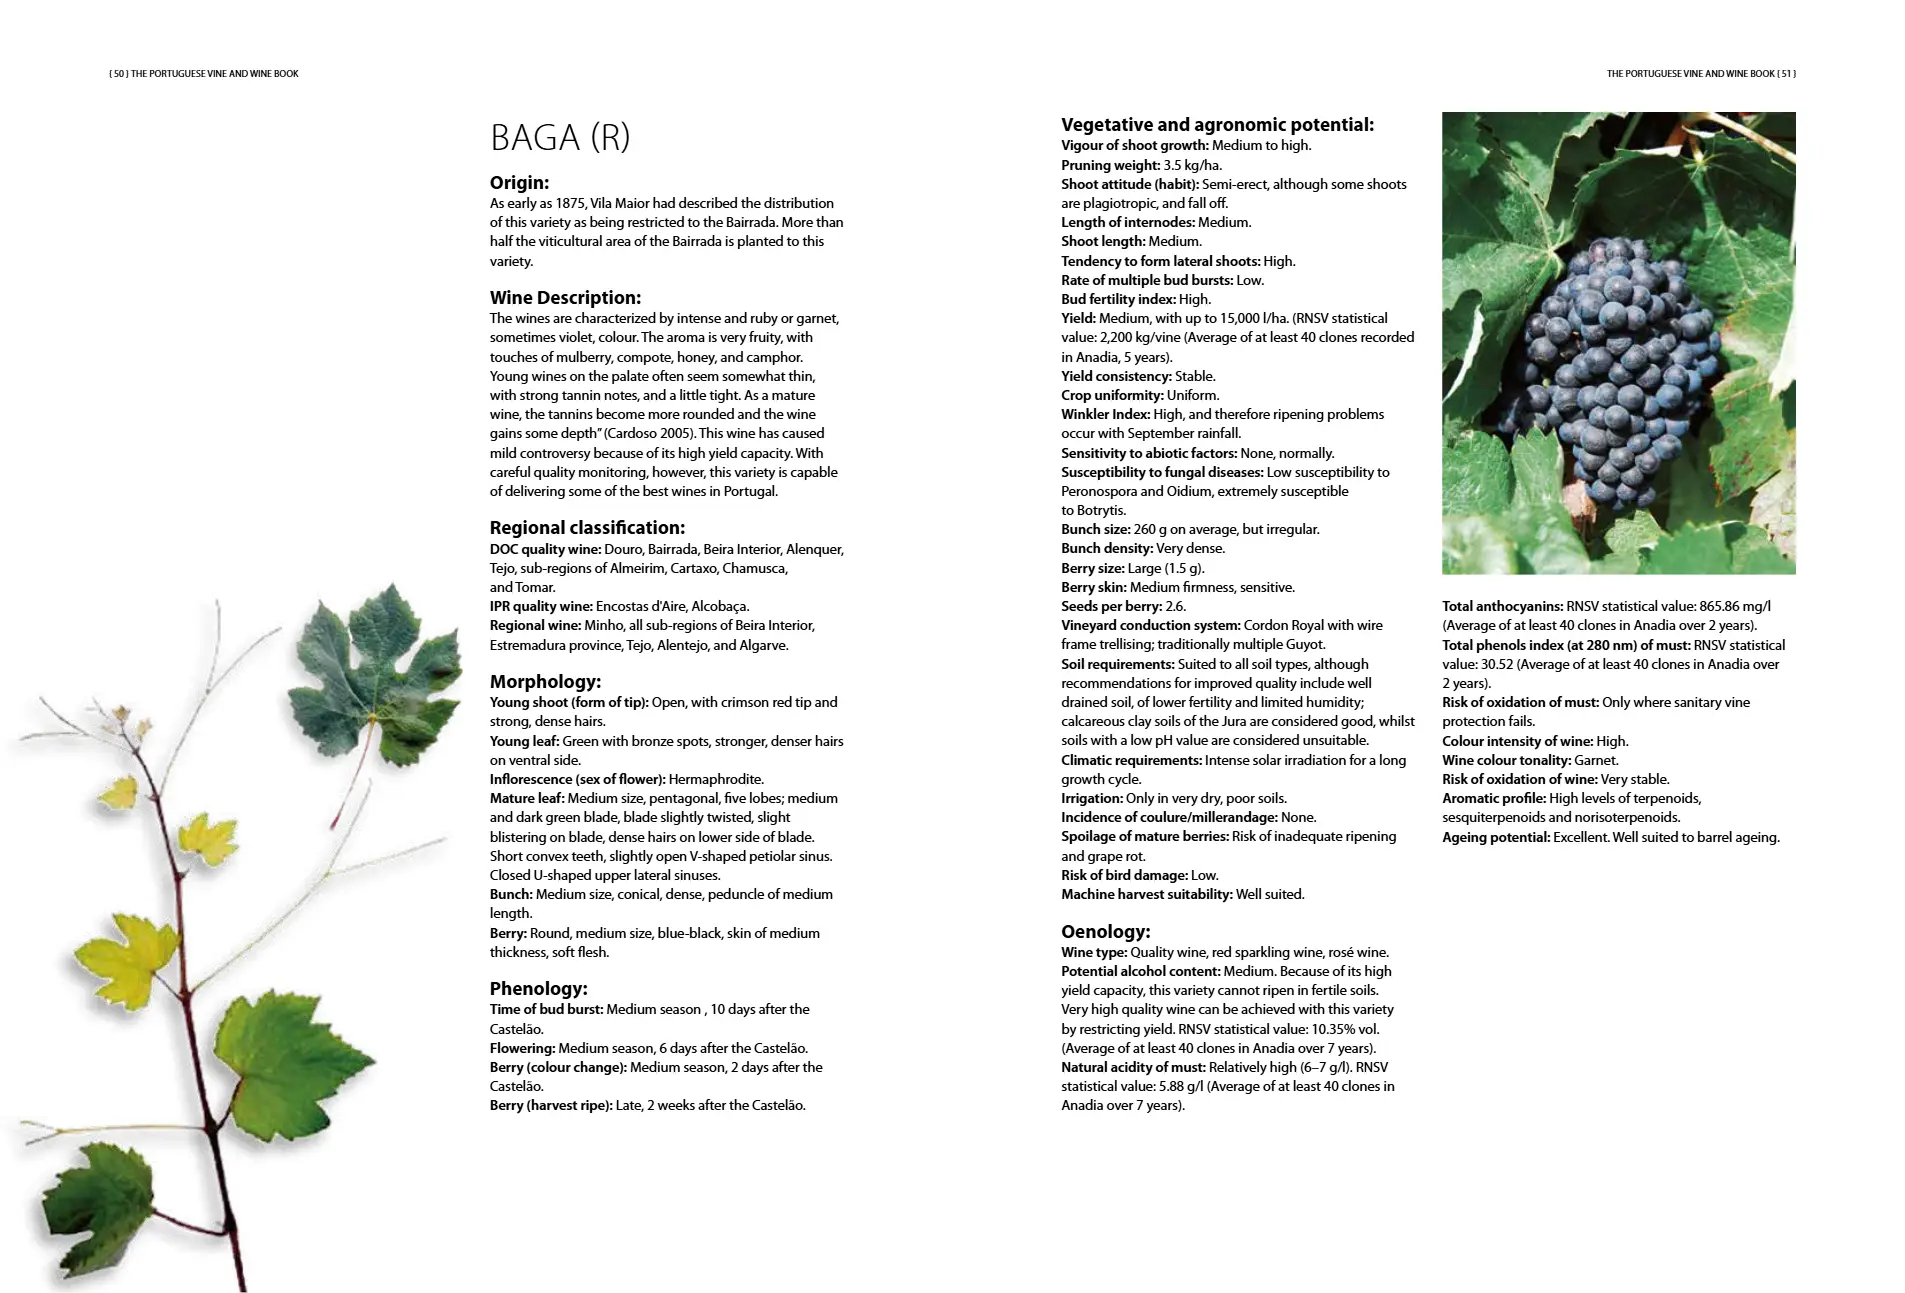 { 50 } THE PORTUGUESE VINE AND WINE BOOK
BAGA (R)
Origin:
As early as 1875, Vila Maior had described the distribution
of this variety as being restricted to the Bairrada. More than
half the viticultural area of the Bairrada is planted to this
variety.
Wine Description:
The wines are characterized by intense and ruby or garnet,
sometimes violet, colour. The aroma is very fruity, with
touches of mulberry, compote, honey, and camphor.
Young wines on the palate often seem somewhat thin,
with strong tannin notes, and a little tight. As a mature
wine, the tannins become more rounded and the wine
gains some depth” (Cardoso 2005). This wine has caused
mild controversy because of its high yield capacity. With
careful quality monitoring, however, this variety is capable
of delivering some of the best wines in Portugal.
Regional classification:
DOC quality wine: Douro, Bairrada, Beira Interior, Alenquer,
Tejo, sub-regions of Almeirim, Cartaxo, Chamusca,
and Tomar.
IPR quality wine: Encostas d'Aire, Alcobaça.
Regional wine: Minho, all sub-regions of Beira Interior,
Estremadura province, Tejo, Alentejo, and Algarve.
Morphology:
Young shoot (form of tip): Open, with crimson red tip and
strong, dense hairs.
Young leaf: Green with bronze spots, stronger, denser hairs
on ventral side.
Inflorescence (sex of flower): Hermaphrodite.
Mature leaf: Medium size, pentagonal, five lobes; medium
and dark green blade, blade slightly twisted, slight
blistering on blade, dense hairs on lower side of blade.
Short convex teeth, slightly open V-shaped petiolar sinus.
Closed U-shaped upper lateral sinuses.
Bunch: Medium size, conical, dense, peduncle of medium
length.
Berry: Round, medium size, blue-black, skin of medium
thickness, soft flesh.
Phenology:
Time of bud burst: Medium season , 10 days after the
Castelão.
Flowering: Medium season, 6 days after the Castelão.
Berry (colour change): Medium season, 2 days after the
Castelão.
Berry (harvest ripe): Late, 2 weeks after the Castelão.
THE PORTUGUESE VINE AND WINE BOOK { 51 }
Vegetative and agronomic potential:
Vigour of shoot growth: Medium to high.
Pruning weight: 3.5 kg/ha.
Shoot attitude (habit): Semi-erect, although some shoots
are plagiotropic, and fall off.
Length of internodes: Medium.
Shoot length: Medium.
Tendency to form lateral shoots: High.
Rate of multiple bud bursts: Low.
Bud fertility index: High.
Yield: Medium, with up to 15,000 l/ha. (RNSV statistical
value: 2,200 kg/vine (Average of at least 40 clones recorded
in Anadia, 5 years).
Yield consistency: Stable.
Crop uniformity: Uniform.
Winkler Index: High, and therefore ripening problems
occur with September rainfall.
Sensitivity to abiotic factors: None, normally.
Susceptibility to fungal diseases: Low susceptibility to
Peronospora and Oidium, extremely susceptible
to Botrytis.
Bunch size: 260 g on average, but irregular.
Bunch density: Very dense.
Berry size: Large (1.5 g).
Berry skin: Medium firmness, sensitive.
Seeds per berry: 2.6.
Vineyard conduction system: Cordon Royal with wire
frame trellising; traditionally multiple Guyot.
Soil requirements: Suited to all soil types, although
recommendations for improved quality include well
drained soil, of lower fertility and limited humidity;
calcareous clay soils of the Jura are considered good, whilst
soils with a low pH value are considered unsuitable.
Climatic requirements: Intense solar irradiation for a long
growth cycle.
Irrigation: Only in very dry, poor soils.
Incidence of coulure/millerandage: None.
Spoilage of mature berries: Risk of inadequate ripening
and grape rot.
Risk of bird damage: Low.
Machine harvest suitability: Well suited.
Oenology:
Wine type: Quality wine, red sparkling wine, rosé wine.
Potential alcohol content: Medium. Because of its high
yield capacity, this variety cannot ripen in fertile soils.
Very high quality wine can be achieved with this variety
by restricting yield. RNSV statistical value: 10.35% vol.
(Average of at least 40 clones in Anadia over 7 years).
Natural acidity of must: Relatively high (6–7 g/l). RNSV
statistical value: 5.88 g/l (Average of at least 40 clones in
Anadia over 7 years).
Total anthocyanins: RNSV statistical value: 865.86 mg/l
(Average of at least 40 clones in Anadia over 2 years).
Total phenols index (at 280 nm) of must: RNSV statistical
value: 30.52 (Average of at least 40 clones in Anadia over
2 years).
Risk of oxidation of must: Only where sanitary vine
protection fails.
Colour intensity of wine: High.
Wine colour tonality: Garnet.
Risk of oxidation of wine: Very stable.
Aromatic profile: High levels of terpenoids,
sesquiterpenoids and norisoterpenoids.
Ageing potential: Excellent. Well suited to barrel ageing.